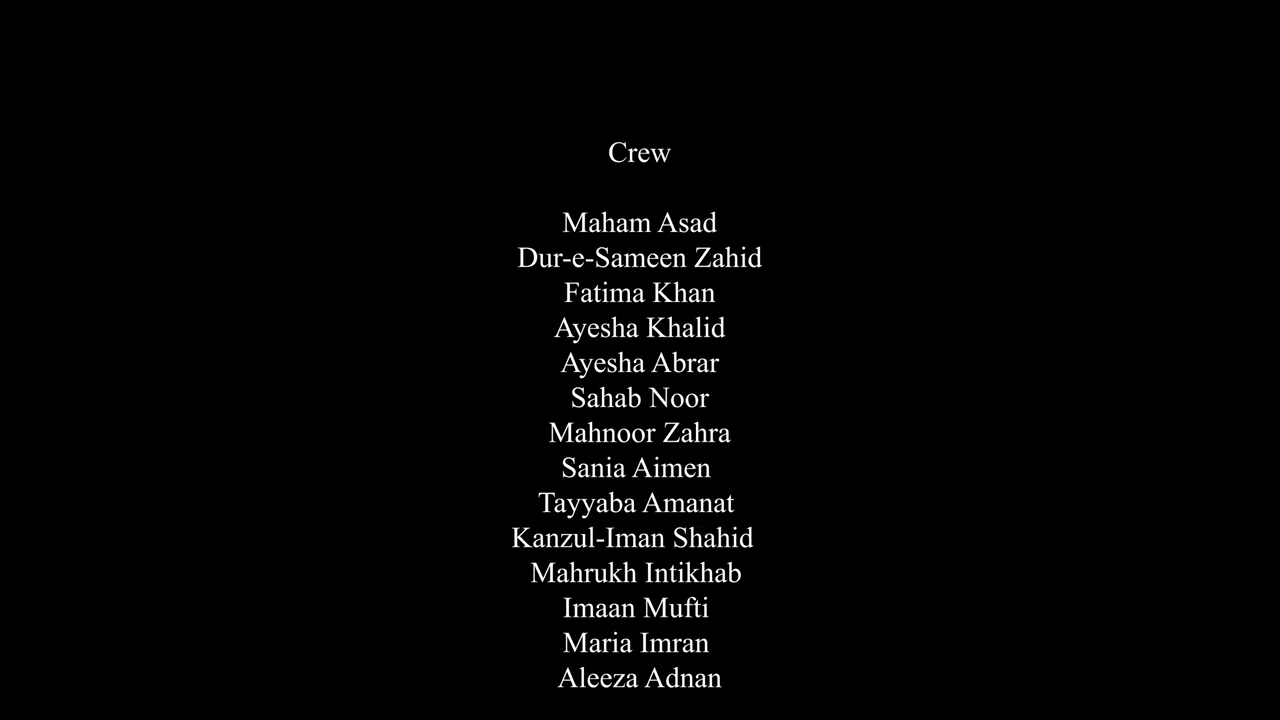 Crew
Maham Asad
Dur-e-Sameen Zahid
Fatima Khan
Ayesha Khalid
Ayesha Abrar
Sahab Noor
Mahnoor Zahra
Sania Aimen
Tayyaba Amanat
Kanzul-Iman Shahid
Mahrukh Intikhab
Imaan Mufti
Maria Imran
Aleeza Adnan